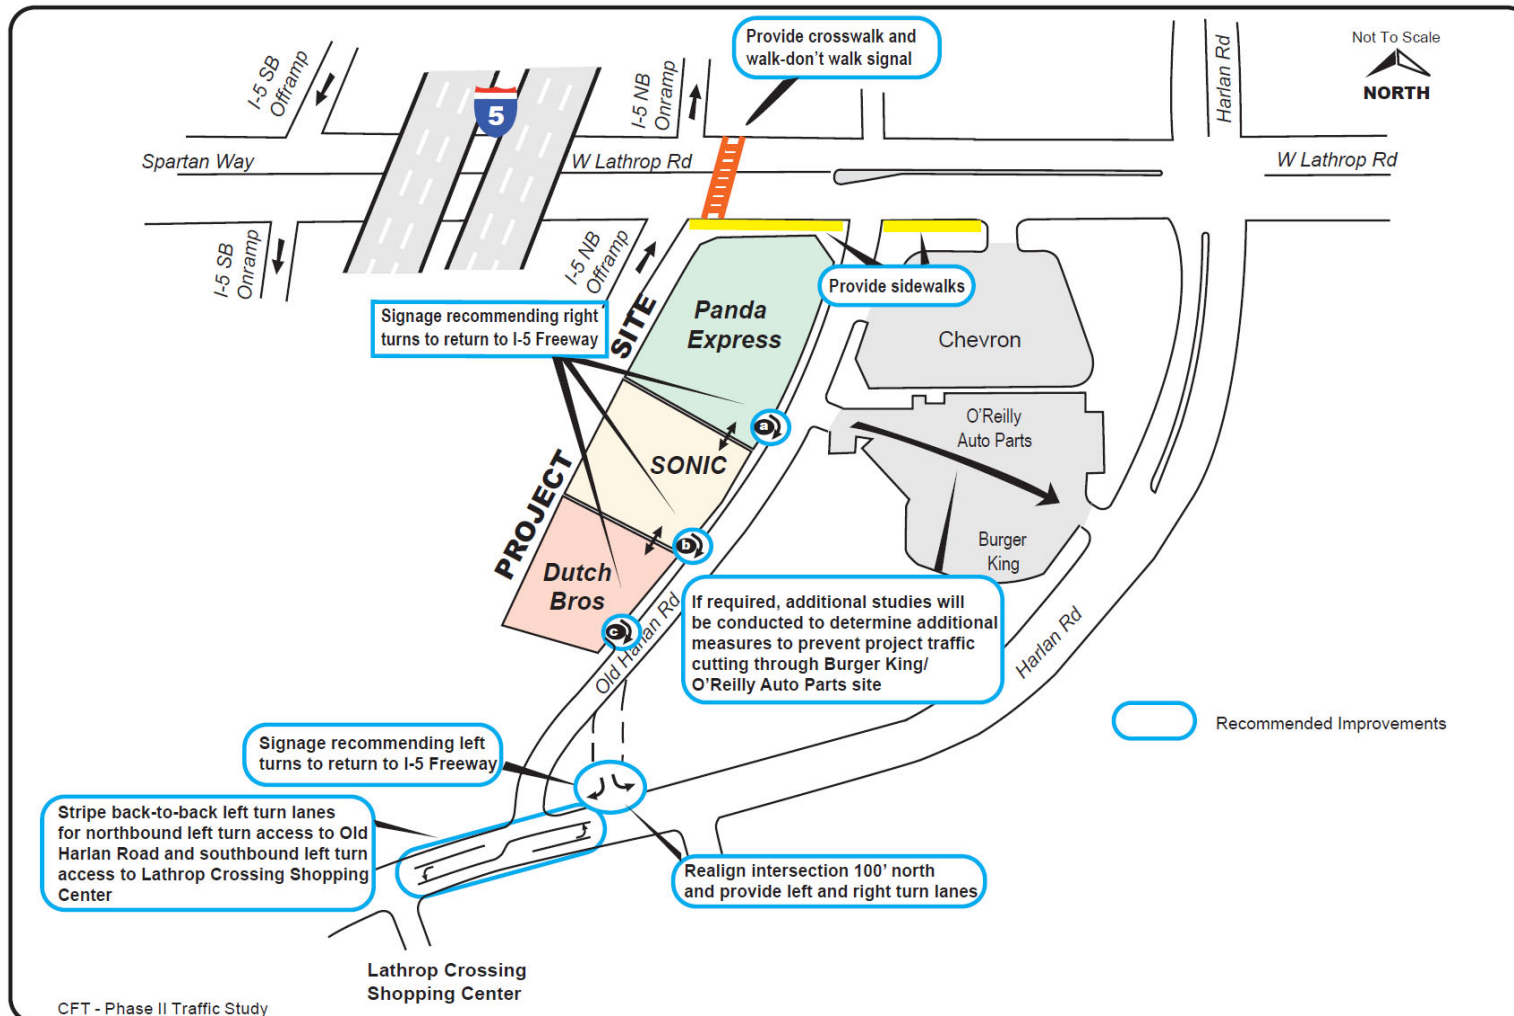 Provide crosswalk and
walk-don't walk signal
Not To Scale
NORTH
Harlan Rd
I-5 SB
Offramp
5
I-5 NB
Onramp
Spartan Way
W Lathrop Rd
W Lathrop Rd
I-5 SB
Onramp
I-5 NB
Offramp
Provide sidewalks
Signage recommending right
turns to return to I-5 Freeway
PROJECT SITE
Panda
Express
Chevron
a
O'Reilly
Auto Parts
SONIC
b
Burger
King
Dutch
Bros
c
Old Harlan Rd
If required, additional studies will
be conducted to determine additional
measures to prevent project traffic
cutting through Burger King/
O'Reilly Auto Parts site
Harlan Rd
Recommended Improvements
Signage recommending left
turns to return to I-5 Freeway
Stripe back-to-back left turn lanes
for northbound left turn access to Old
Harlan Road and southbound left turn
access to Lathrop Crossing Shopping
Center
Realign intersection 100' north
and provide left and right turn lanes
Lathrop Crossing
Shopping Center
CFT - Phase II Traffic Study